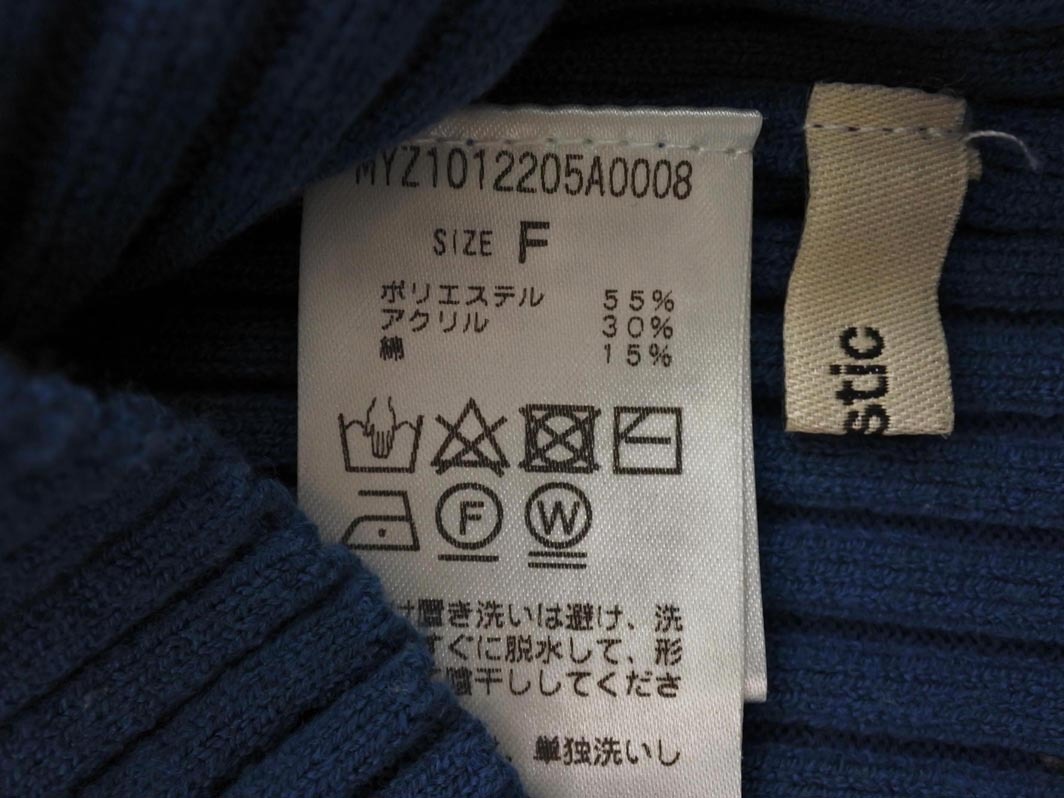 MYZ1012205A0008
SIZE F
ポリエステル 55%
アクリル 30%
綿 15%
F
W
置き洗いは避け、洗
すぐに脱水して、形
陰干ししてくださ
単独洗いし
stic